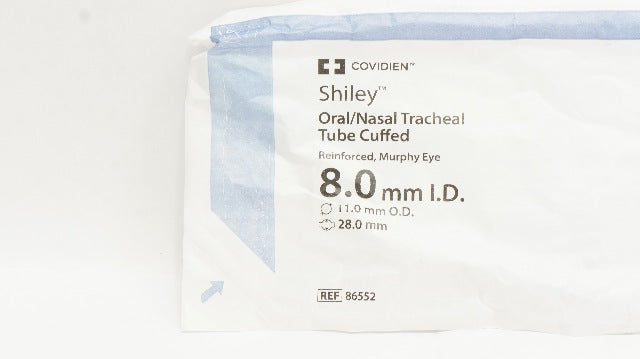 COVIDIEN™
Shiley™
Oral/Nasal Tracheal
Tube Cuffed
Reinforced, Murphy Eye
8.0 mm I.D.
11.0 mm O.D.
28.0 mm
REF 86552